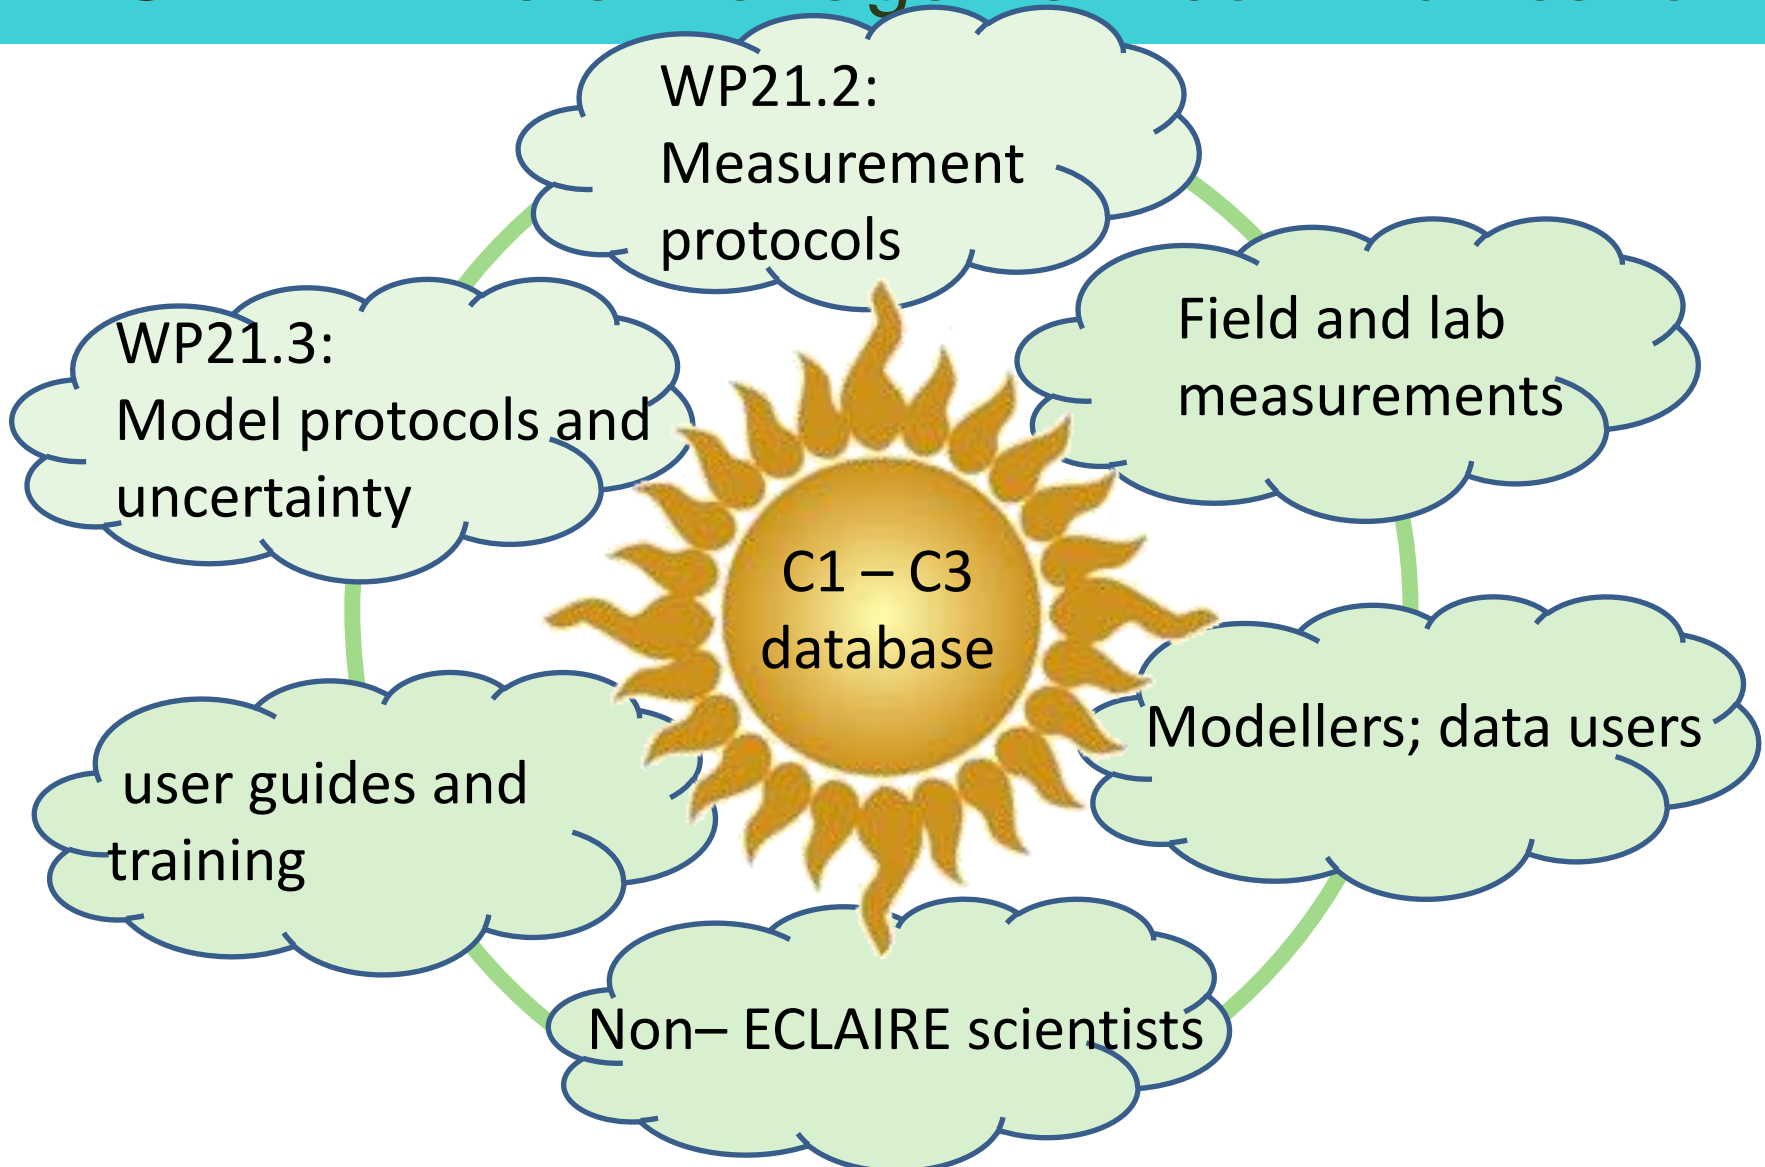 WP21.2:
Measurement
protocols
Field and lab
measurements
WP21.3:
Model protocols and
uncertainty
C1 – C3
database
Modellers; data users
user guides and
training
Non– ECLAIRE scientists